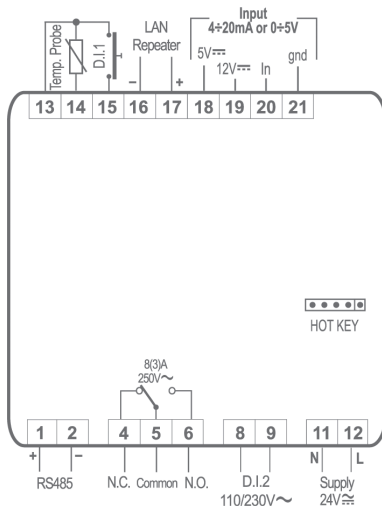 Input
4÷20mA or 0÷5V
LAN
Repeater
Temp. Probe
D.I.1
5V⎓
12V⎓
In
gnd
– +
13 14 15 16 17 18 19 20 21
HOT KEY
8(3)A
250V~
1 2 4 5 6 8 9 11 12
+ – N L
RS485
N.C. Common N.O.
D.I.2
110/230V~
Supply
24V≂